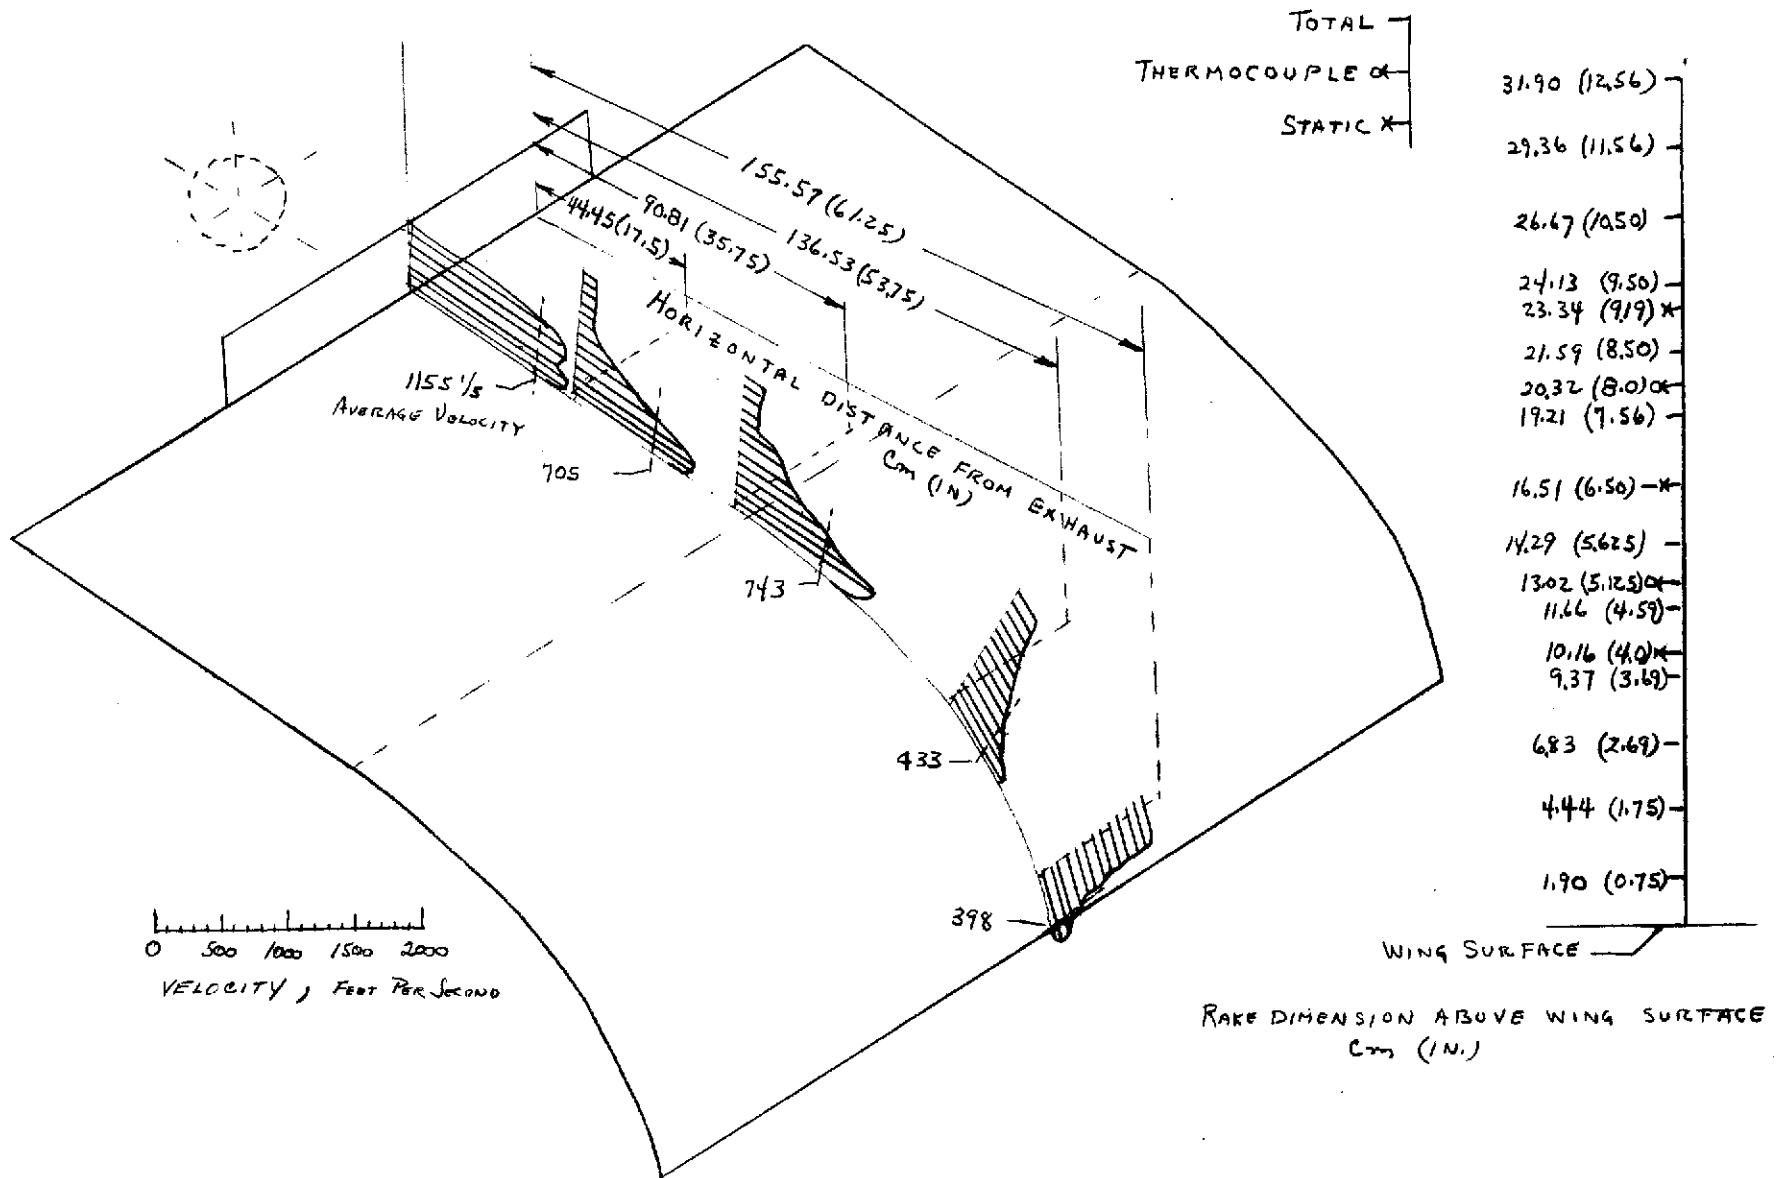 TOTAL
THERMOCOUPLE
STATIC
155.57 (61.25)
136.53 (53.75)
90.81 (35.75)
44.45 (17.5)
HORIZONTAL DISTANCE FROM EXHAUST
Cm (IN)
1155 '/s
AVERAGE VELOCITY
705
743
433
398
0 500 1000 1500 2000
VELOCITY, FEET PER SECOND
31.90 (12.56)
29.36 (11.56)
26.67 (10.50)
24.13 (9.50)
23.34 (9.19)
21.59 (8.50)
20.32 (8.0)
19.21 (7.56)
16.51 (6.50)
14.29 (5.625)
13.02 (5.125)
11.66 (4.59)
10.16 (4.0)
9.37 (3.69)
6.83 (2.69)
4.44 (1.75)
1.90 (0.75)
WING SURFACE
RAKE DIMENSION ABOVE WING SURFACE
Cm (IN.)